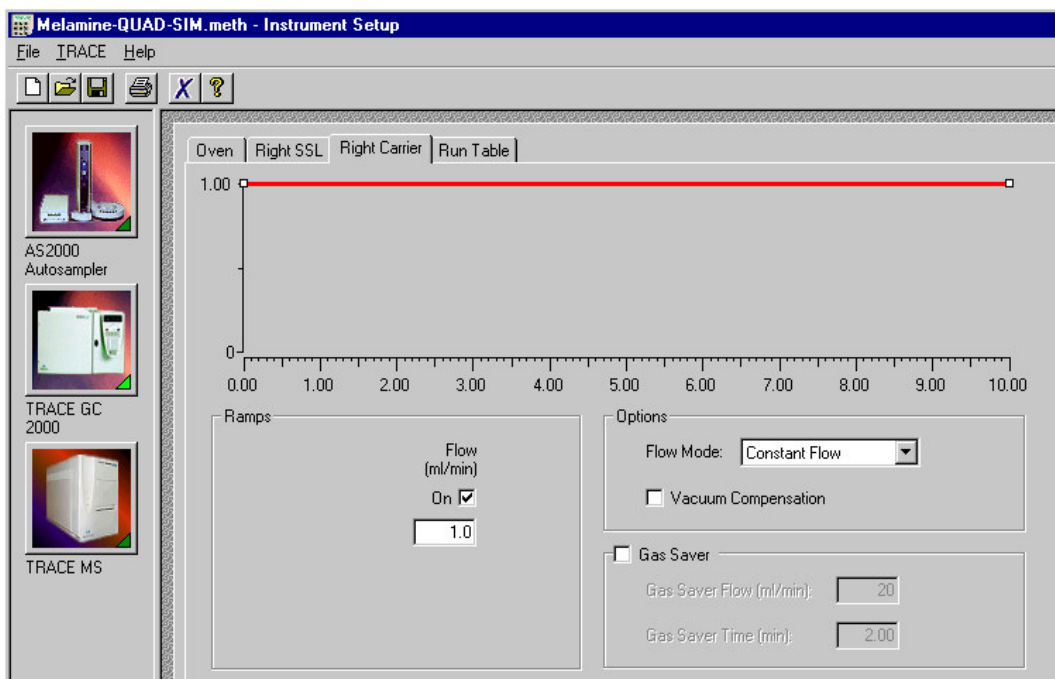 Melamine-QUAD-SIM.meth - Instrument Setup
File TRACE Help
AS2000
Autosampler
TRACE GC
2000
TRACE MS
Oven Right SSL Right Carrier Run Table
1.00
0
0.00 1.00 2.00 3.00 4.00 5.00 6.00 7.00 8.00 9.00 10.00
Ramps
Flow
(ml/min)
On
1.0
Options
Flow Mode: Constant Flow
Vacuum Compensation
Gas Saver
Gas Saver Flow (ml/min): 20
Gas Saver Time (min): 2.00